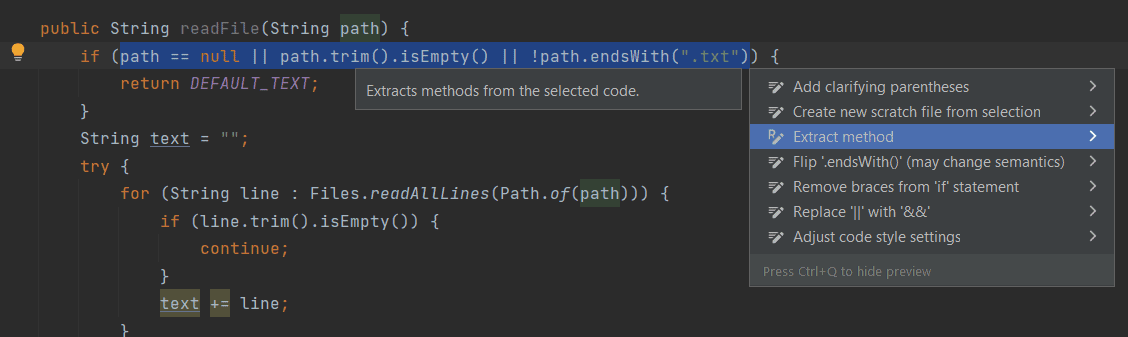 public String readFile(String path) {
if (path == null || path.trim().isEmpty() || !path.endsWith(".txt")) {
return DEFAULT_TEXT;
Extracts methods from the selected code.
}
String text = "";
try {
for (String line : Files.readAllLines(Path.of(path))) {
if (line.trim().isEmpty()) {
continue;
}
text += line;
}
Add clarifying parentheses
Create new scratch file from selection
Extract method
Flip '.endsWith()' (may change semantics)
Remove braces from 'if' statement
Replace '||' with '&&'
Adjust code style settings
Press Ctrl+Q to hide preview